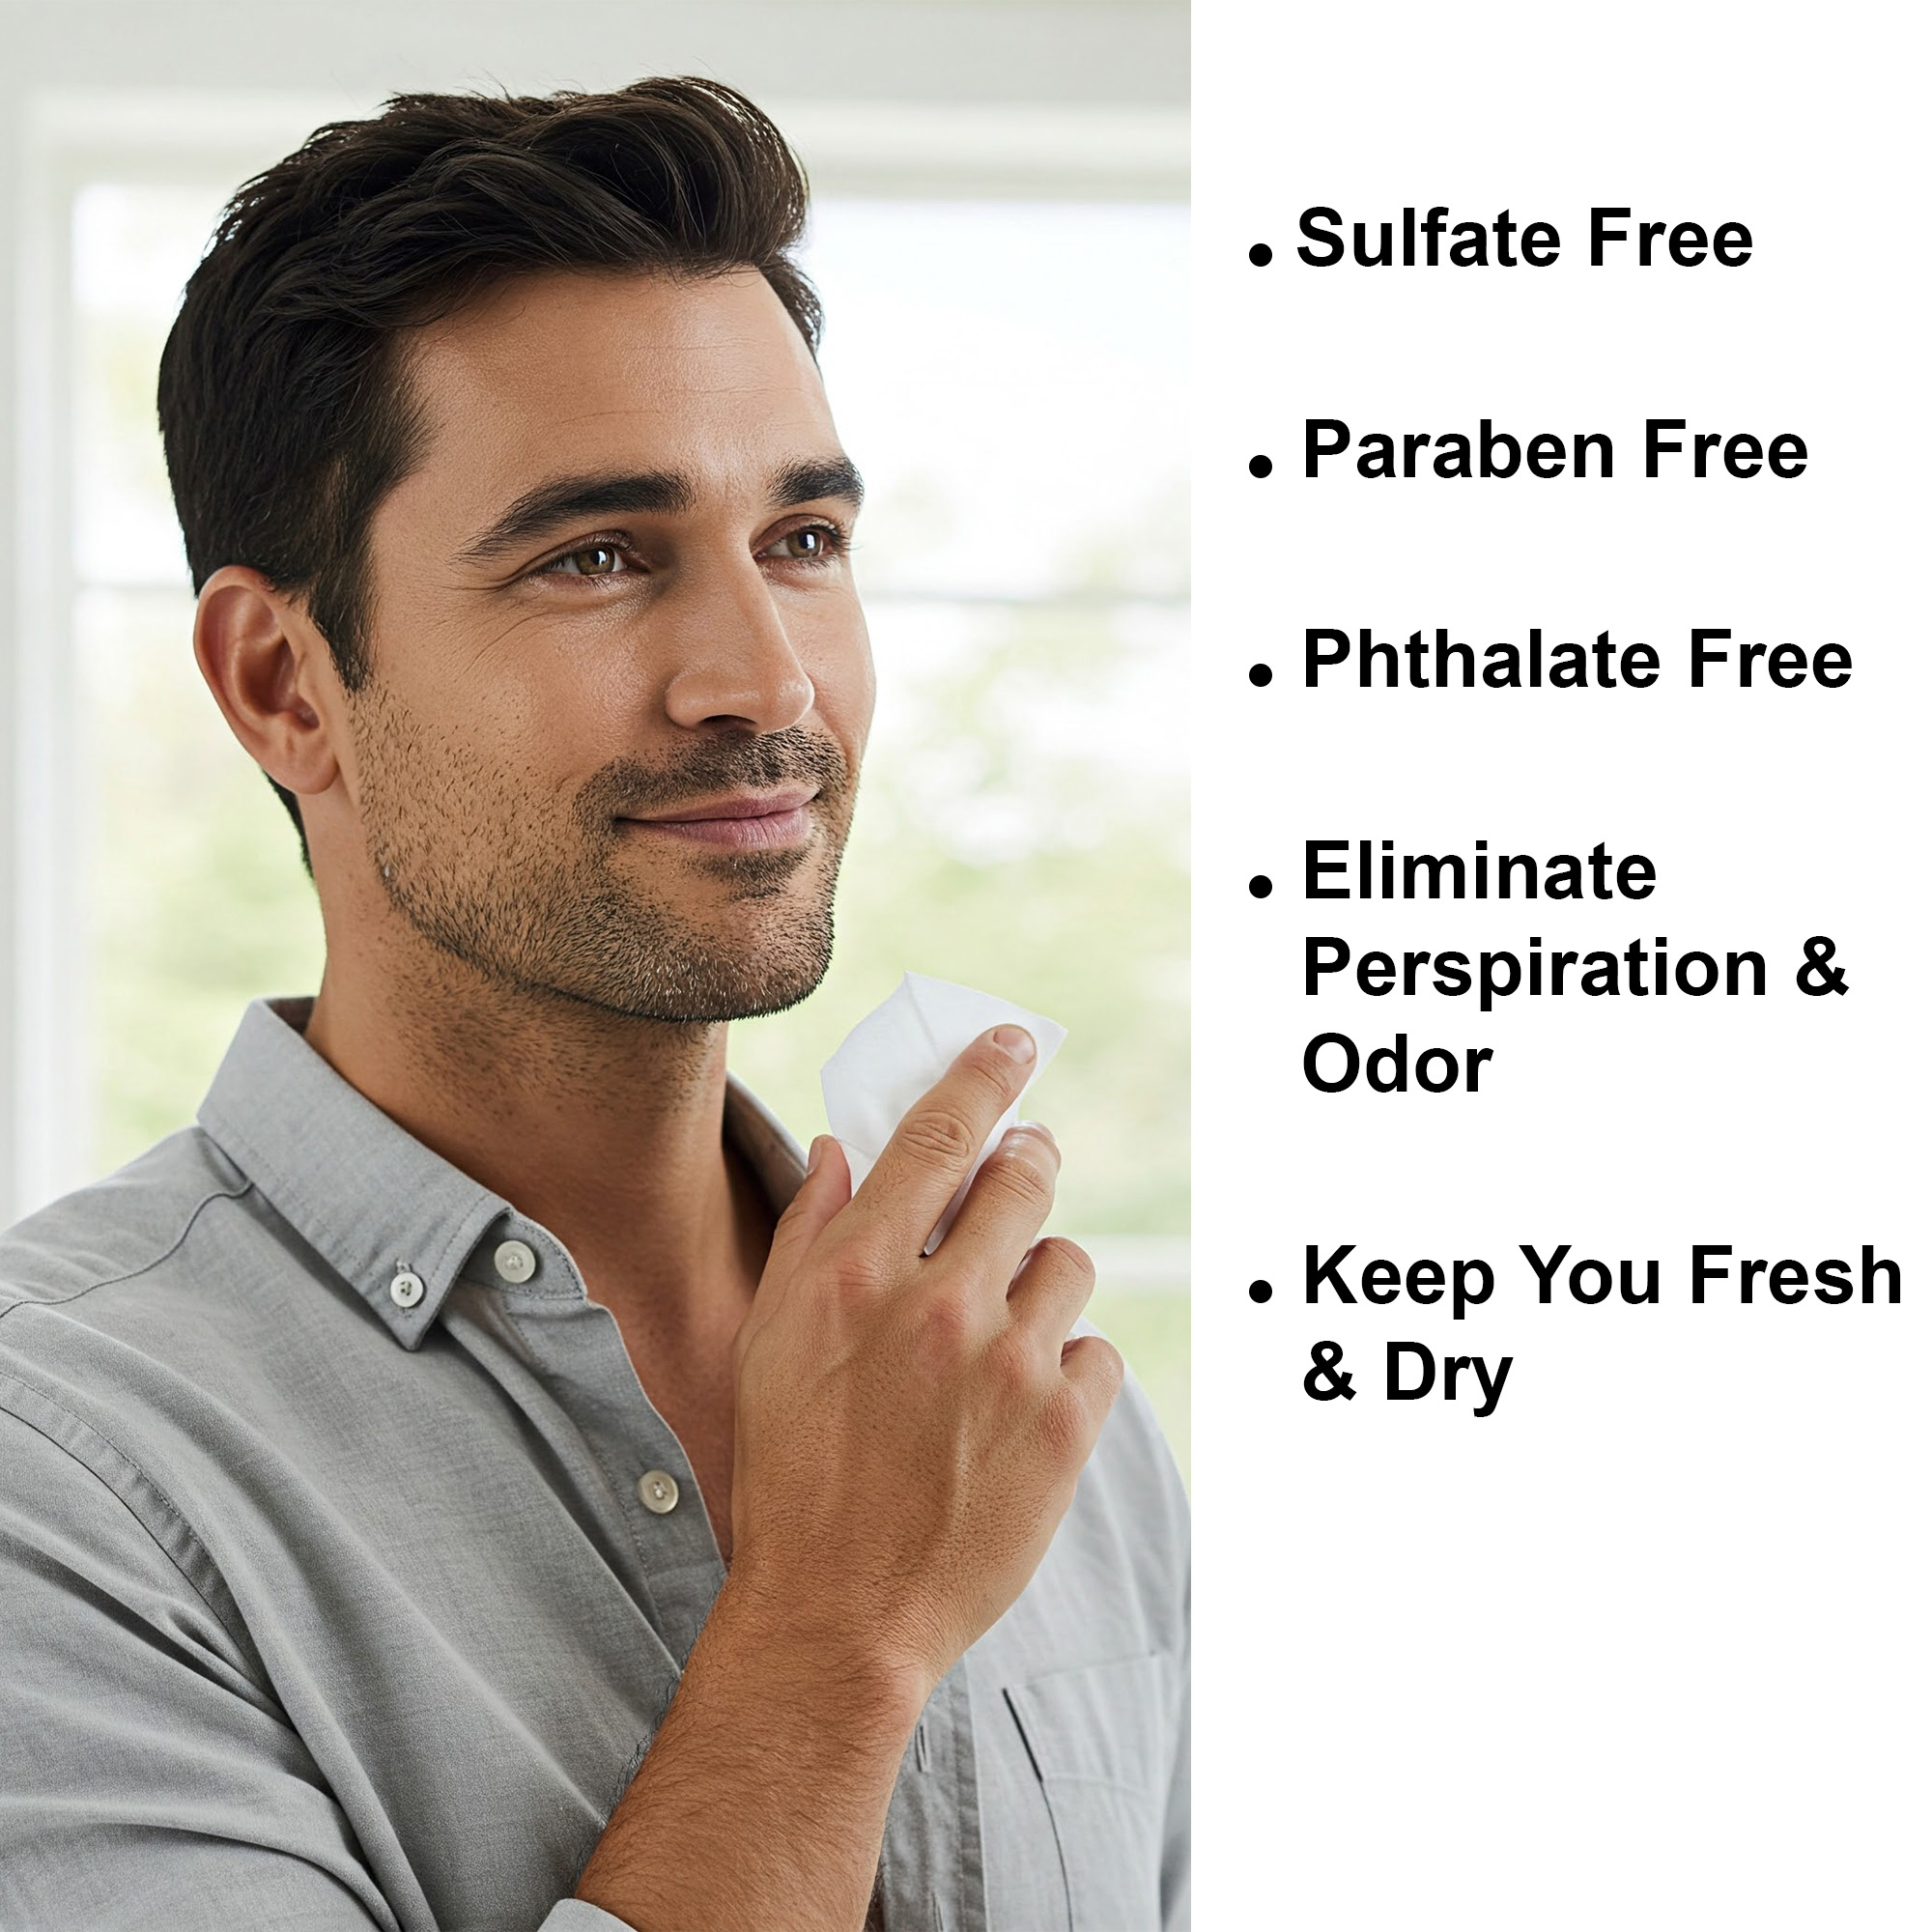 • Sulfate Free
• Paraben Free
• Phthalate Free
• Eliminate
Perspiration &
Odor
• Keep You Fresh
& Dry